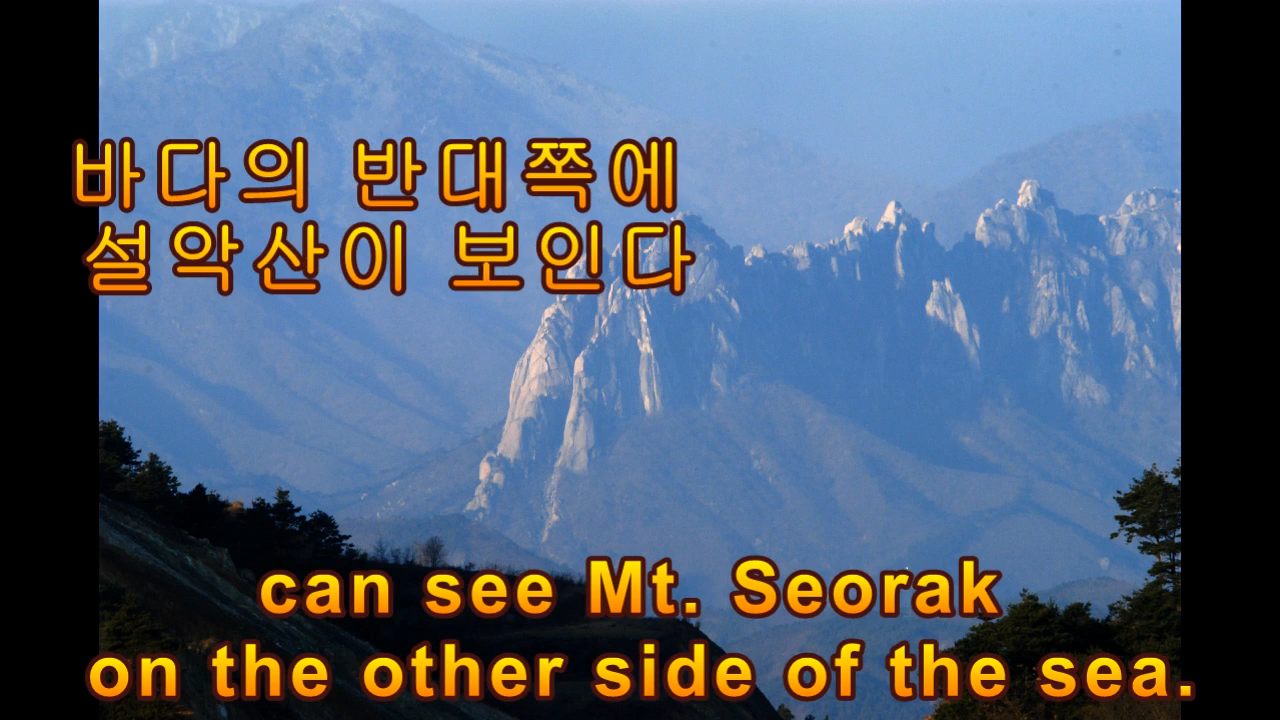 바다의 반대쪽에
설악산이 보인다
can see Mt. Seorak
on the other side of the sea.